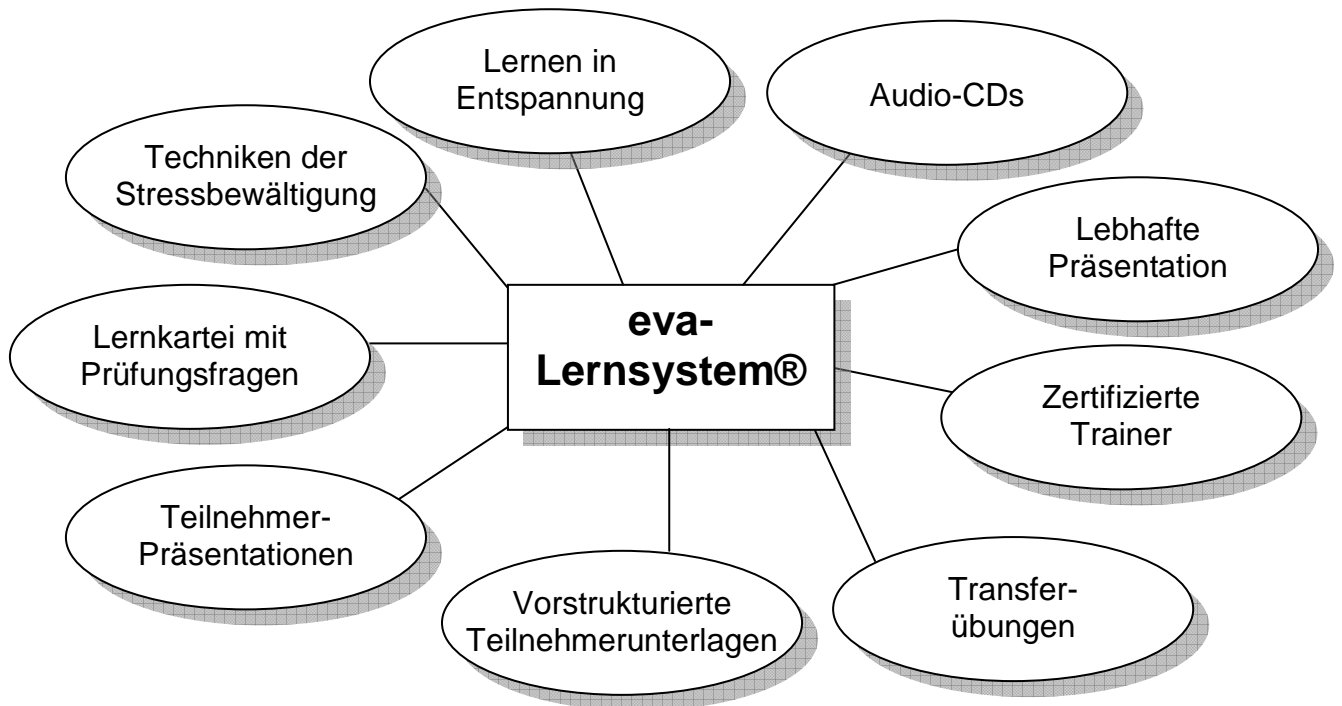 Lernen in
Entspannung
Audio-CDs
Techniken der
Stressbewältigung
Lebhafte
Präsentation
eva-
Lernsystem®
Lernkartei mit
Prüfungsfragen
Zertifizierte
Trainer
Teilnehmer-
Präsentationen
Vorstrukturierte
Teilnehmerunterlagen
Transfer-
übungen